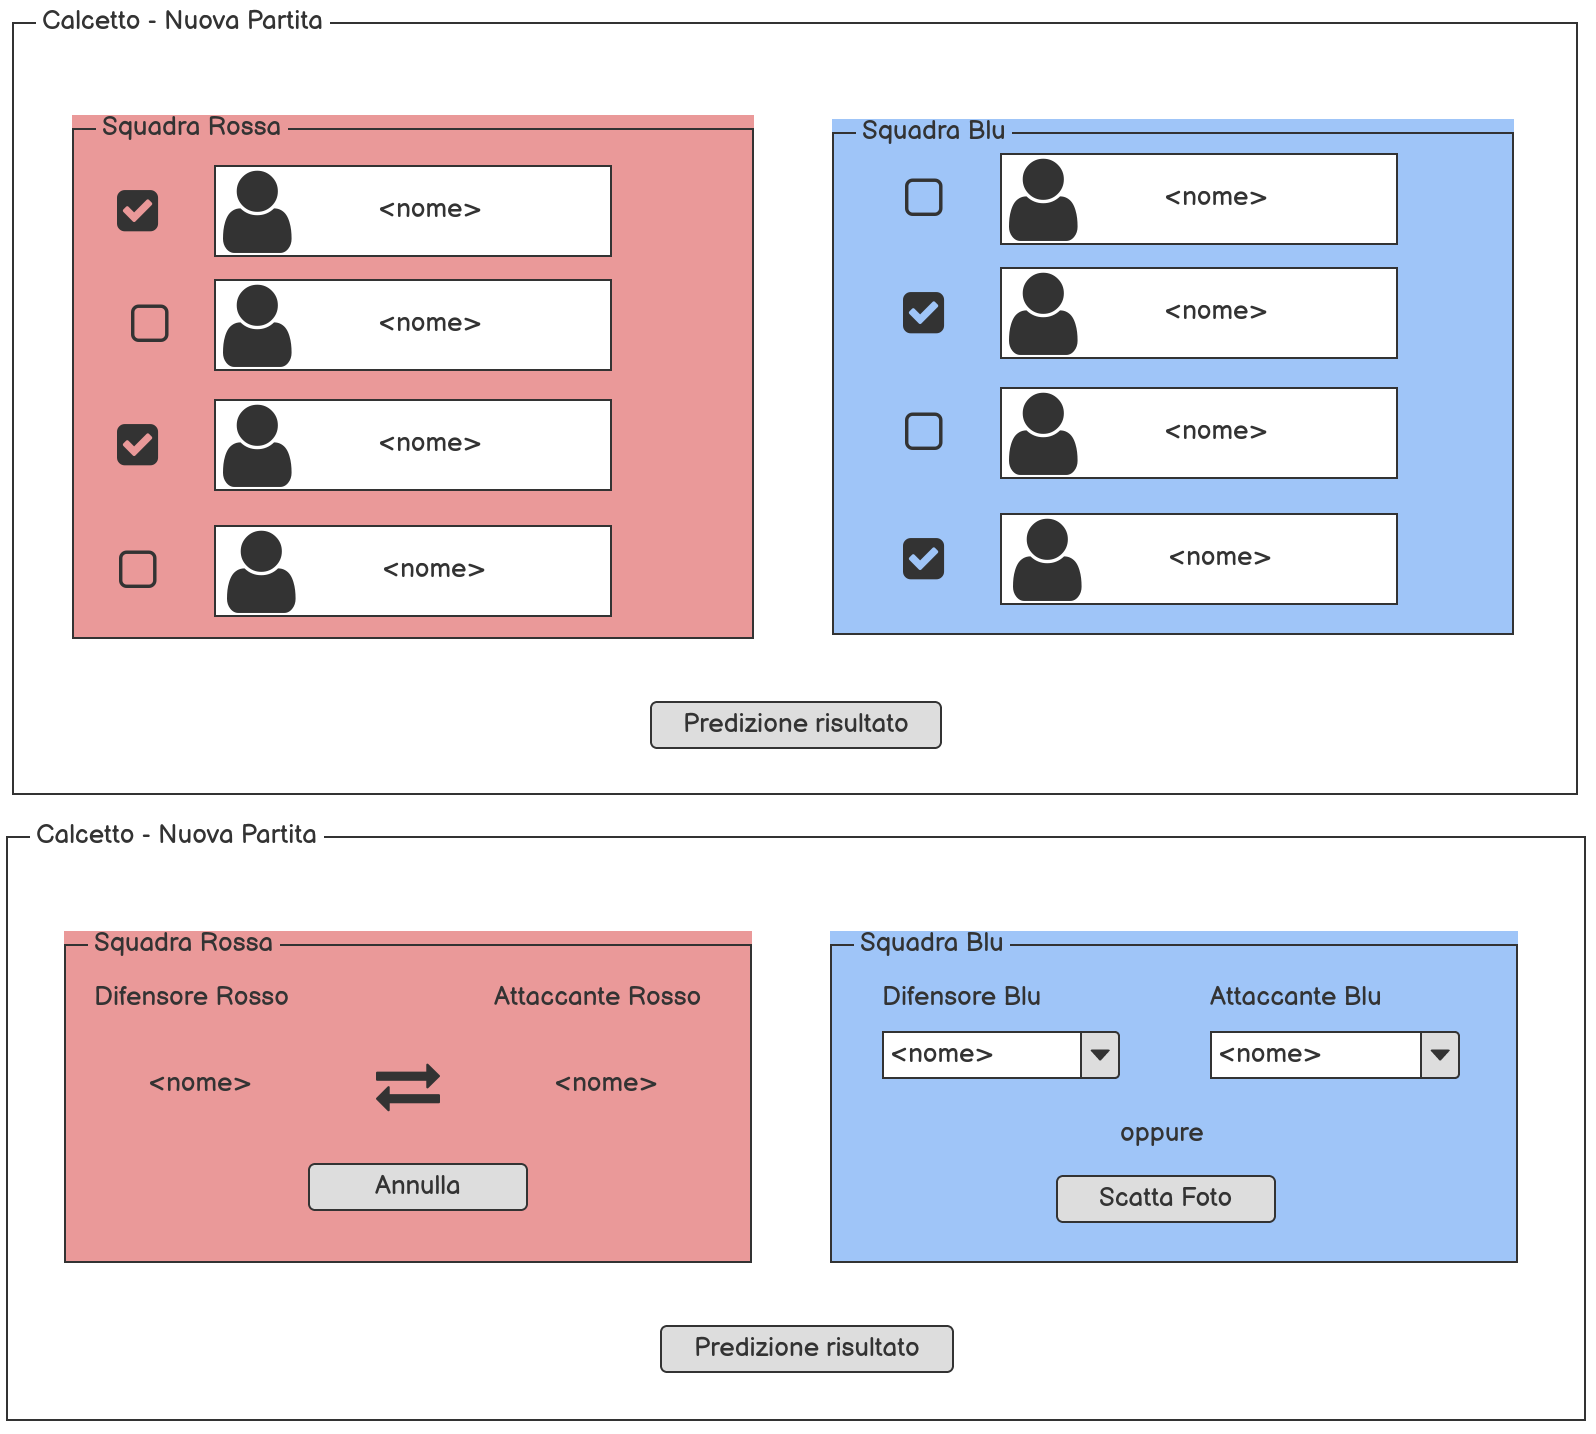 Calcetto - Nuova Partita
Squadra Rossa
<nome>
<nome>
<nome>
<nome>
Squadra Blu
<nome>
<nome>
<nome>
<nome>
Predizione risultato
Calcetto - Nuova Partita
Squadra Rossa
Difensore Rosso
Attaccante Rosso
<nome>
<nome>
Annulla
Squadra Blu
Difensore Blu
Attaccante Blu
<nome>
<nome>
oppure
Scatta Foto
Predizione risultato